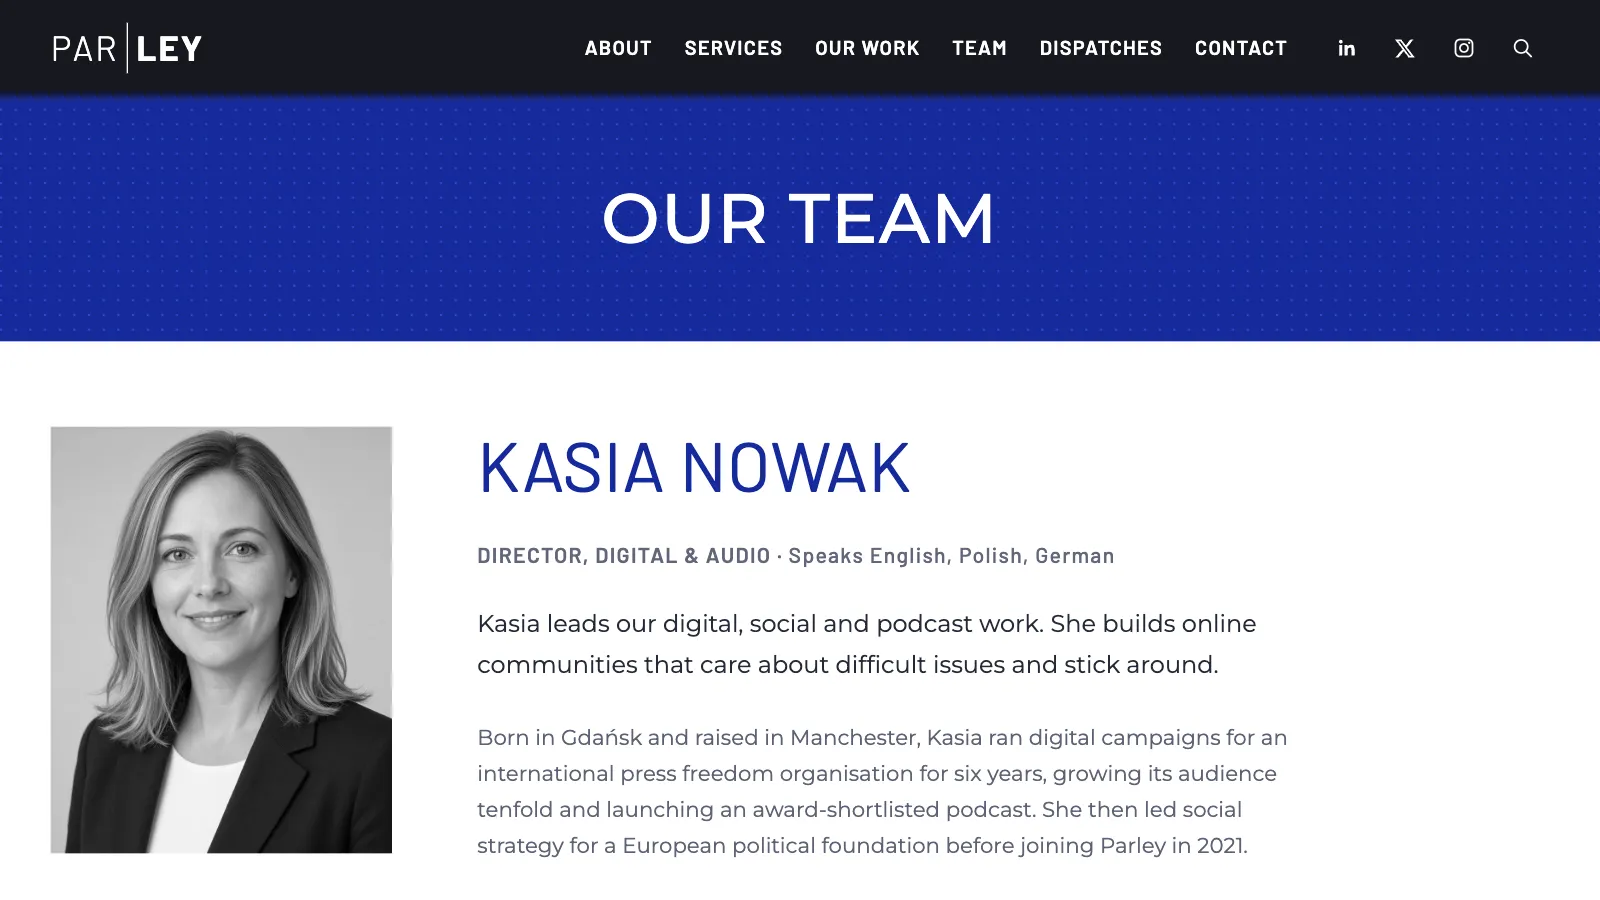 PAR|LEY
ABOUT SERVICES OUR WORK TEAM DISPATCHES CONTACT in X
OUR TEAM
KASIA NOWAK
DIRECTOR, DIGITAL & AUDIO · Speaks English, Polish, German
Kasia leads our digital, social and podcast work. She builds online
communities that care about difficult issues and stick around.
Born in Gdańsk and raised in Manchester, Kasia ran digital campaigns for an
international press freedom organisation for six years, growing its audience
tenfold and launching an award-shortlisted podcast. She then led social
strategy for a European political foundation before joining Parley in 2021.